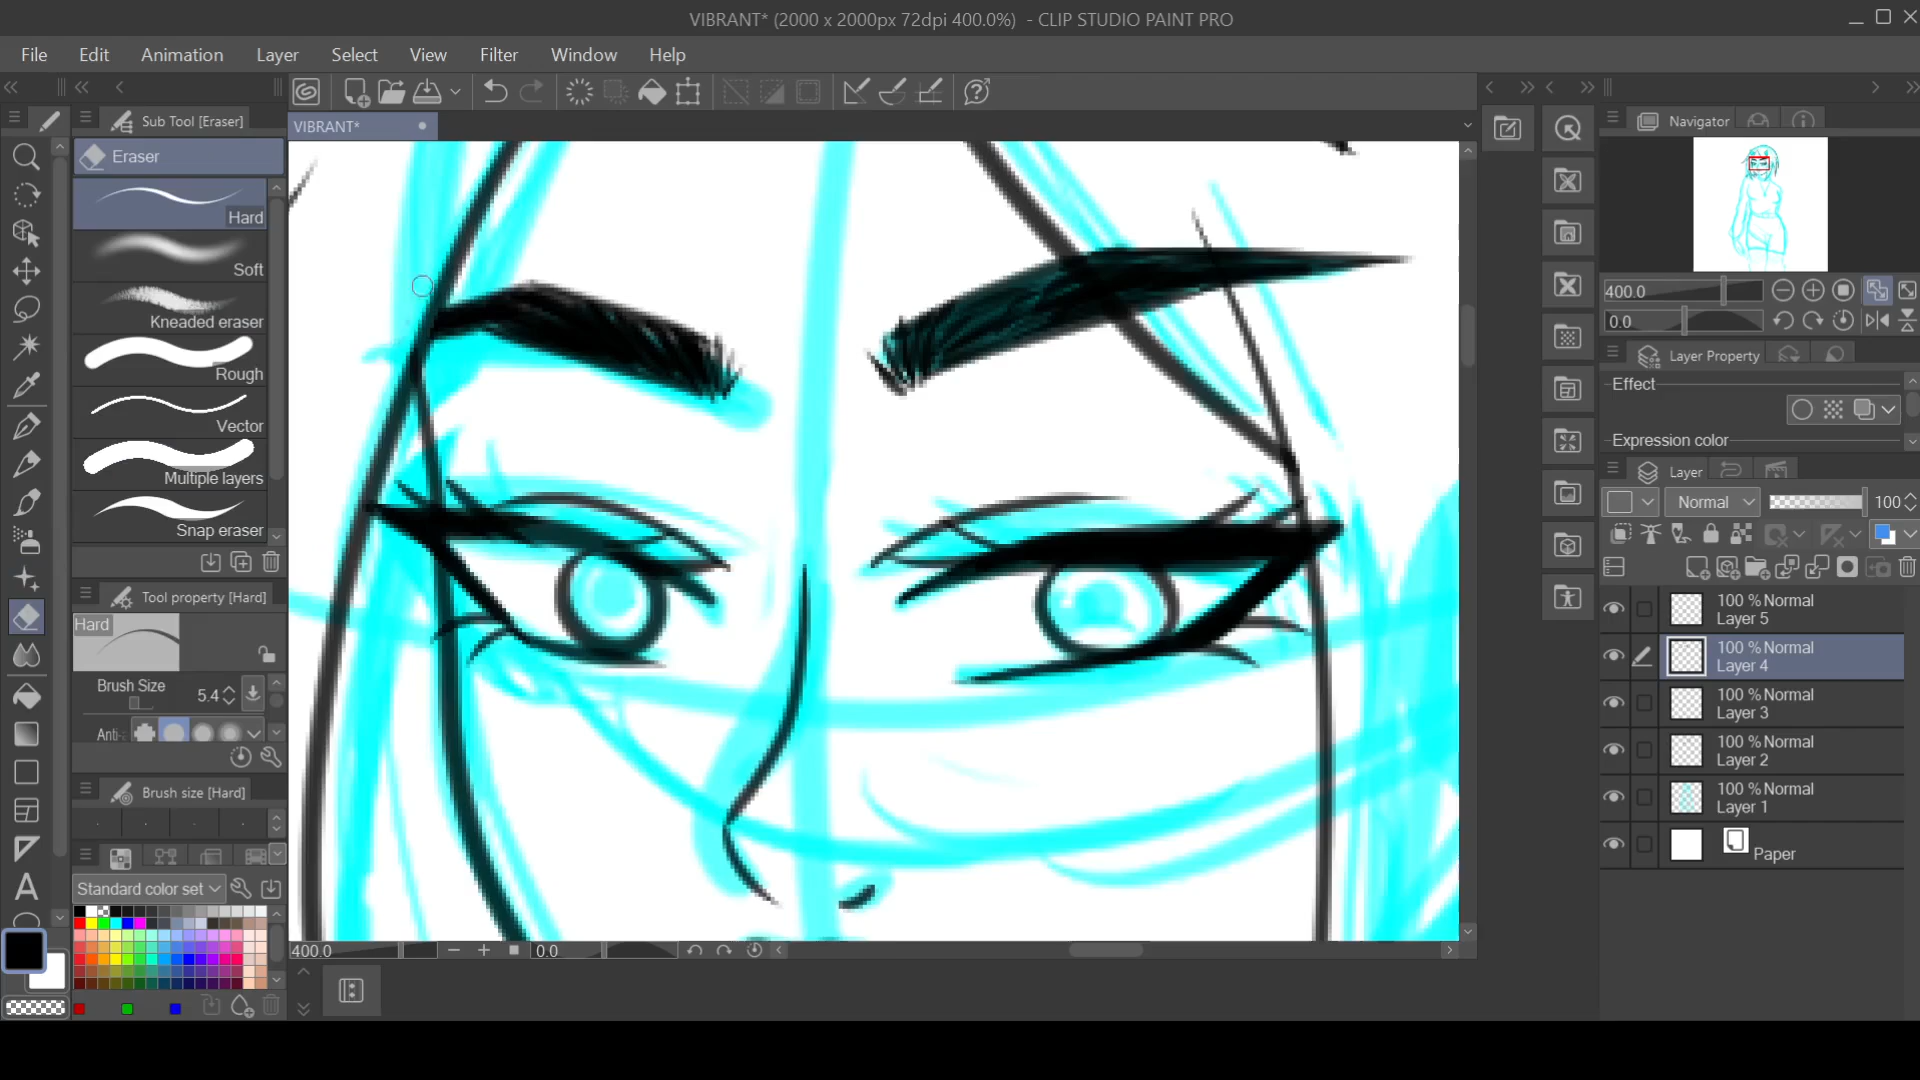 VIBRANT* (2000 x 2000px 72dpi 400.0%) - CLIP STUDIO PAINT PRO
File Edit Animation Layer Select View Filter Window Help
Sub Tool [Eraser]
VIBRANT*
Eraser
Hard
Soft
Kneaded eraser
Rough
Vector
Multiple layers
Snap eraser
Tool property [Hard]
Hard
Brush Size 5.4
Anti-
Brush size [Hard]
Standard color set
400.0 0.0
Navigator
400.0
0.0
Layer Property
Effect
Expression color
Layer
Normal 100
100 %Normal
Layer 5
100 %Normal
Layer 4
100 %Normal
Layer 3
100 %Normal
Layer 2
100 %Normal
Layer 1
Paper